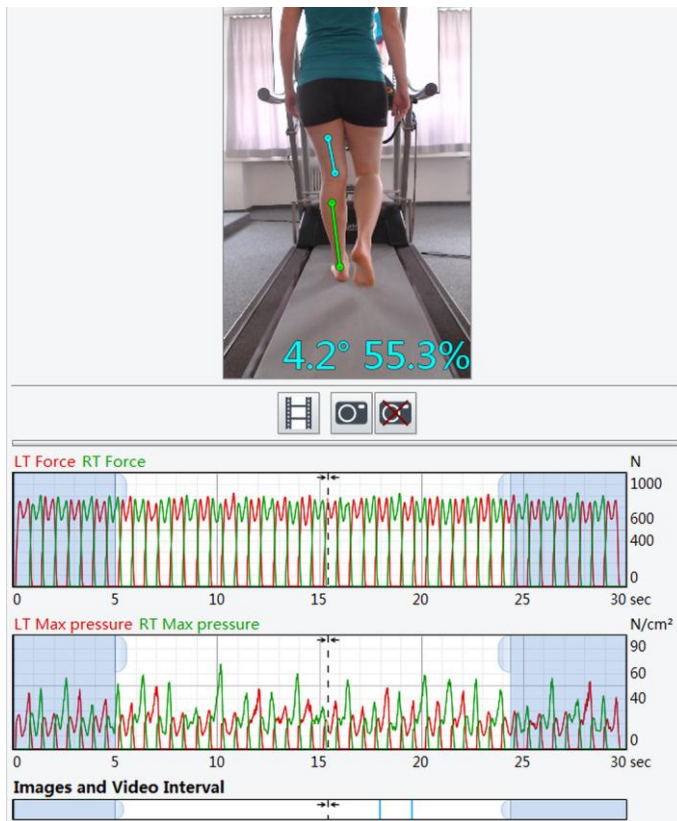 4.2° 55.3%
LT Force RT Force N
1000
600
400
0
0 5 10 15 20 25 30 sec
LT Max pressure RT Max pressure N/cm²
90
60
40
0
0 5 10 15 20 25 30 sec
Images and Video Interval